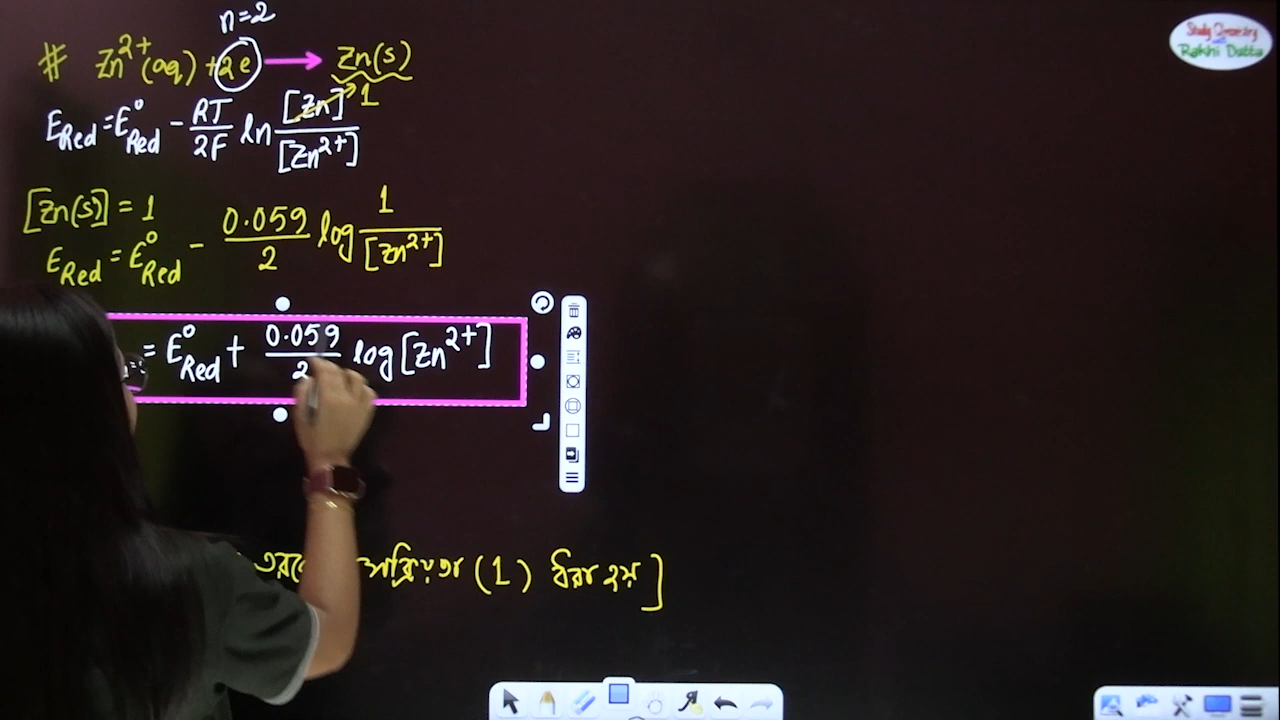 n=2
# Zn²⁺(aq) + 2e → Zn(s)
E_Red = E°_Red − RT/2F ln [Zn]/[Zn²⁺] → 1
[Zn(s)] = 1
E_Red = E°_Red − 0.059/2 log 1/[Zn²⁺]
= E°_Red + 0.059/2 log [Zn²⁺]
(1) ধরা হয় ]
Study Chemistry
with
Rakhi Dutta